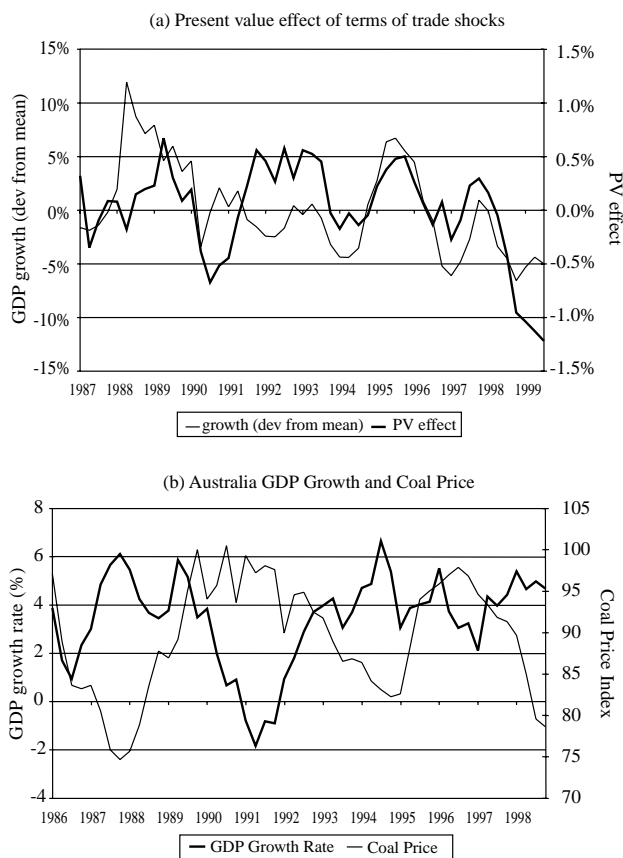 (a) Present value effect of terms of trade shocks
15%
10%
5%
0%
-5%
-10%
-15%
GDP growth (dev from mean)
1.5%
1.0%
0.5%
0.0%
-0.5%
-1.0%
-1.5%
PV effect
1987 1988 1989 1990 1991 1992 1993 1994 1995 1996 1997 1998 1999
growth (dev from mean) PV effect
(b) Australia GDP Growth and Coal Price
8
6
4
2
0
-2
-4
GDP growth rate (%)
105
100
95
90
85
80
75
70
Coal Price Index
1986 1987 1988 1989 1990 1991 1992 1993 1994 1995 1996 1997 1998
GDP Growth Rate Coal Price